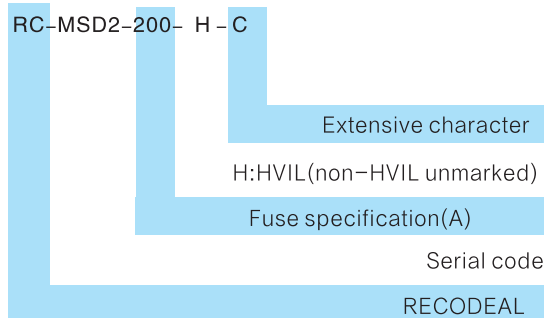 RC-MSD2-200- H - C
Extensive character
H:HVIL(non-HVIL unmarked)
Fuse specification(A)
Serial code
RECODEAL